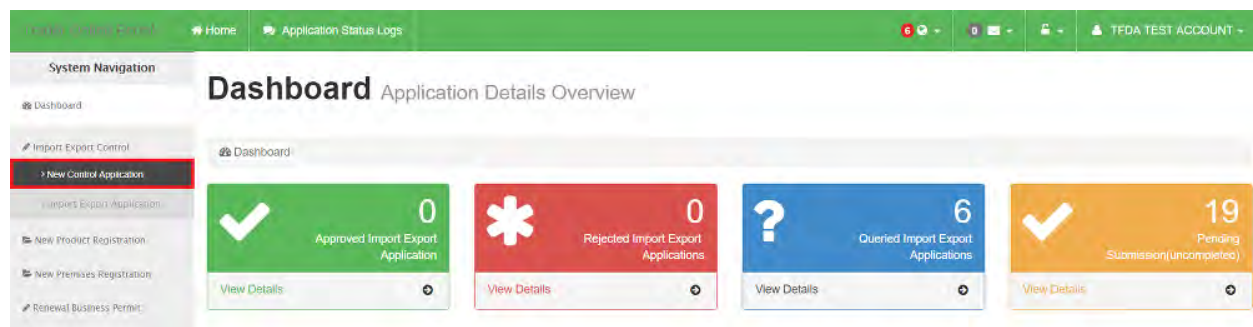 Home
Application Status Logs
6
0
TFDA TEST ACCOUNT
System Navigation
Dashboard
Import Export Control
> New Control Application
Import Export Application
New Product Registration
New Premises Registration
Renewal Business Permit
Dashboard Application Details Overview
Dashboard
0
Approved Import Export
Application
View Details
0
Rejected Import Export
Applications
View Details
?
6
Queried Import Export
Applications
View Details
19
Pending
Submission(uncompleted)
View Details